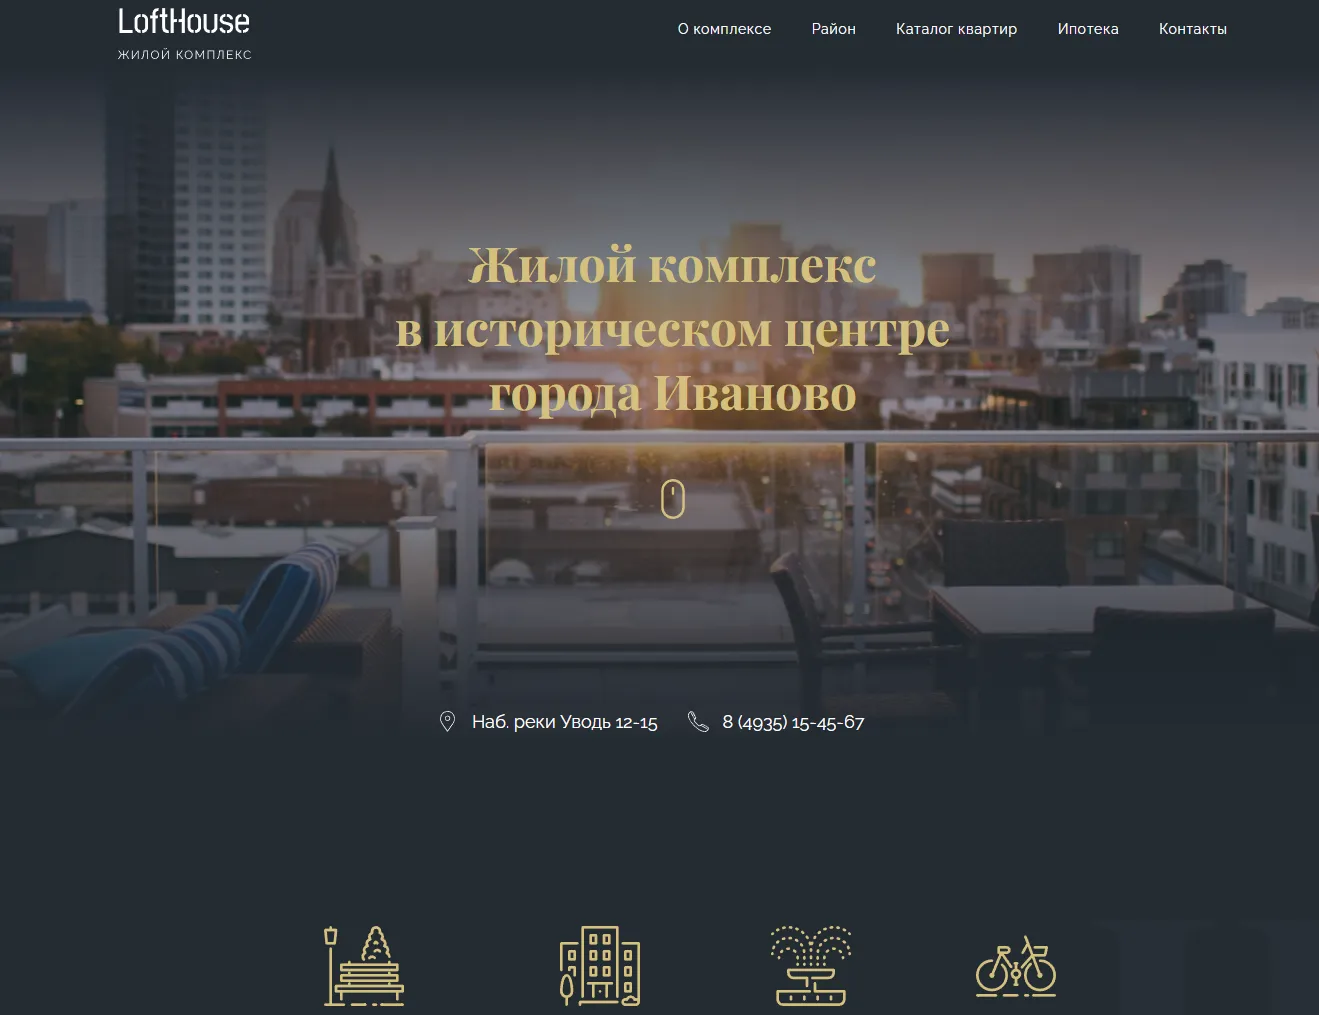 LoftHouse
ЖИЛОЙ КОМПЛЕКС
О комплексе
Район
Каталог квартир
Ипотека
Контакты
Жилой комплекс
в историческом центре
города Иваново
Наб. реки Уводь 12-15
8 (4935) 15-45-67